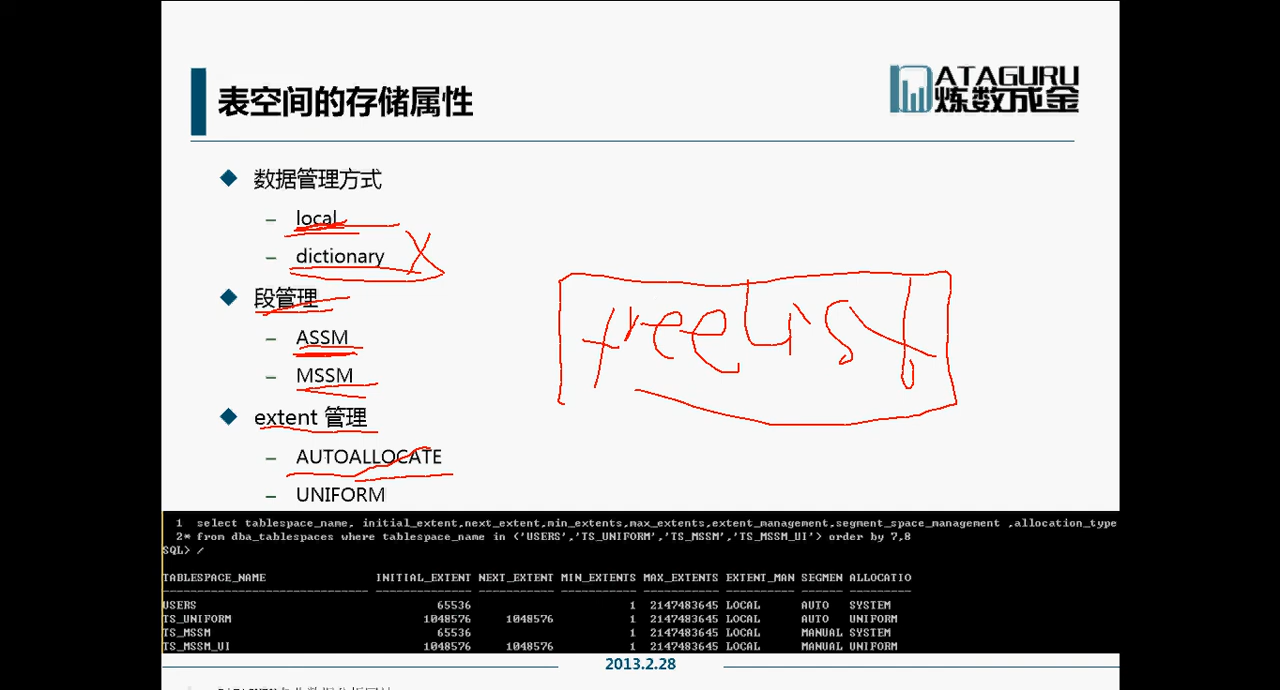 表空间的存储属性
ATAGURU
炼数成金
数据管理方式
– local
– dictionary
段管理
– ASSM
– MSSM
extent 管理
– AUTOALLOCATE
– UNIFORM
freelist
1 select tablespace_name, initial_extent,next_extent,min_extents,max_extents,extent_management,segment_space_management ,allocation_type
2* from dba_tablespaces where tablespace_name in ('USERS','TS_UNIFORM','TS_MSSM','TS_MSSM_UI') order by 7,8
SQL> /
TABLESPACE_NAME INITIAL_EXTENT NEXT_EXTENT MIN_EXTENTS MAX_EXTENTS EXTENT_MAN SEGMEN ALLOCATIO
USERS 65536 1 2147483645 LOCAL AUTO SYSTEM
TS_UNIFORM 1048576 1048576 1 2147483645 LOCAL AUTO UNIFORM
TS_MSSM 65536 1 2147483645 LOCAL MANUAL SYSTEM
TS_MSSM_UI 1048576 1048576 1 2147483645 LOCAL MANUAL UNIFORM
2013.2.28